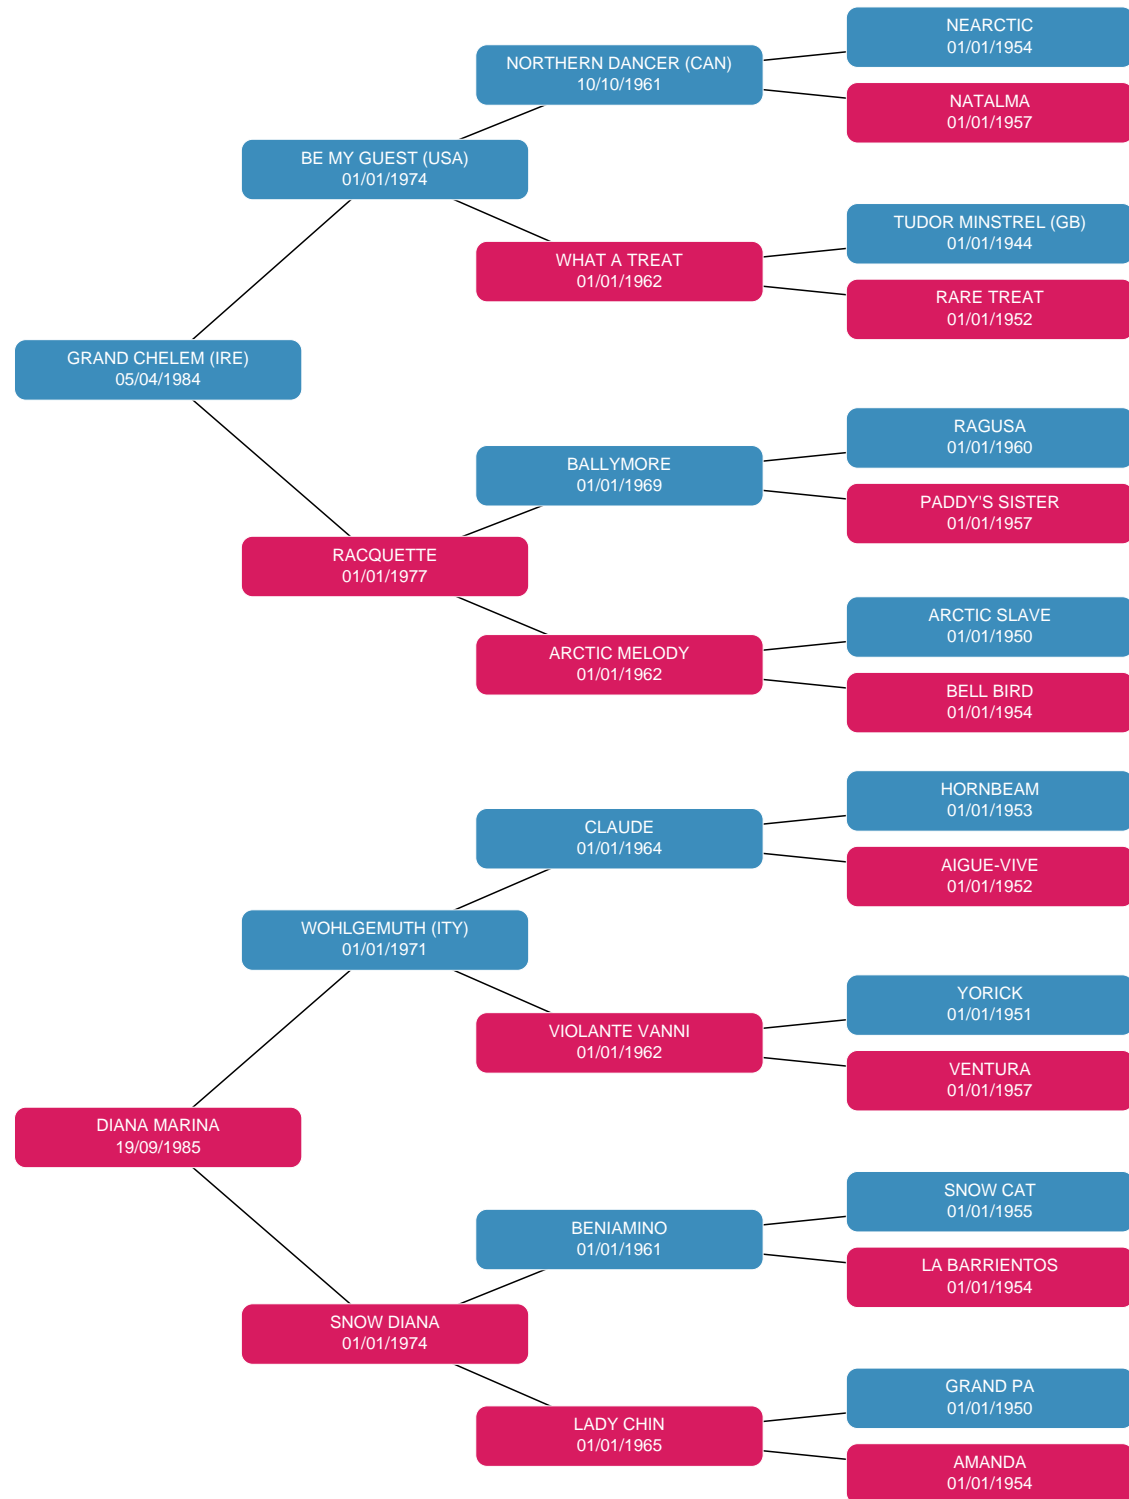 NEARCTIC
01/01/1954
NORTHERN DANCER (CAN)
10/10/1961
NATALMA
01/01/1957
BE MY GUEST (USA)
01/01/1974
TUDOR MINSTREL (GB)
01/01/1944
WHAT A TREAT
01/01/1962
RARE TREAT
01/01/1952
GRAND CHELEM (IRE)
05/04/1984
RAGUSA
01/01/1960
BALLYMORE
01/01/1969
PADDY'S SISTER
01/01/1957
RACQUETTE
01/01/1977
ARCTIC SLAVE
01/01/1950
ARCTIC MELODY
01/01/1962
BELL BIRD
01/01/1954
HORNBEAM
01/01/1953
CLAUDE
01/01/1964
AIGUE-VIVE
01/01/1952
WOHLGEMUTH (ITY)
01/01/1971
YORICK
01/01/1951
VIOLANTE VANNI
01/01/1962
VENTURA
01/01/1957
DIANA MARINA
19/09/1985
SNOW CAT
01/01/1955
BENIAMINO
01/01/1961
LA BARRIENTOS
01/01/1954
SNOW DIANA
01/01/1974
GRAND PA
01/01/1950
LADY CHIN
01/01/1965
AMANDA
01/01/1954